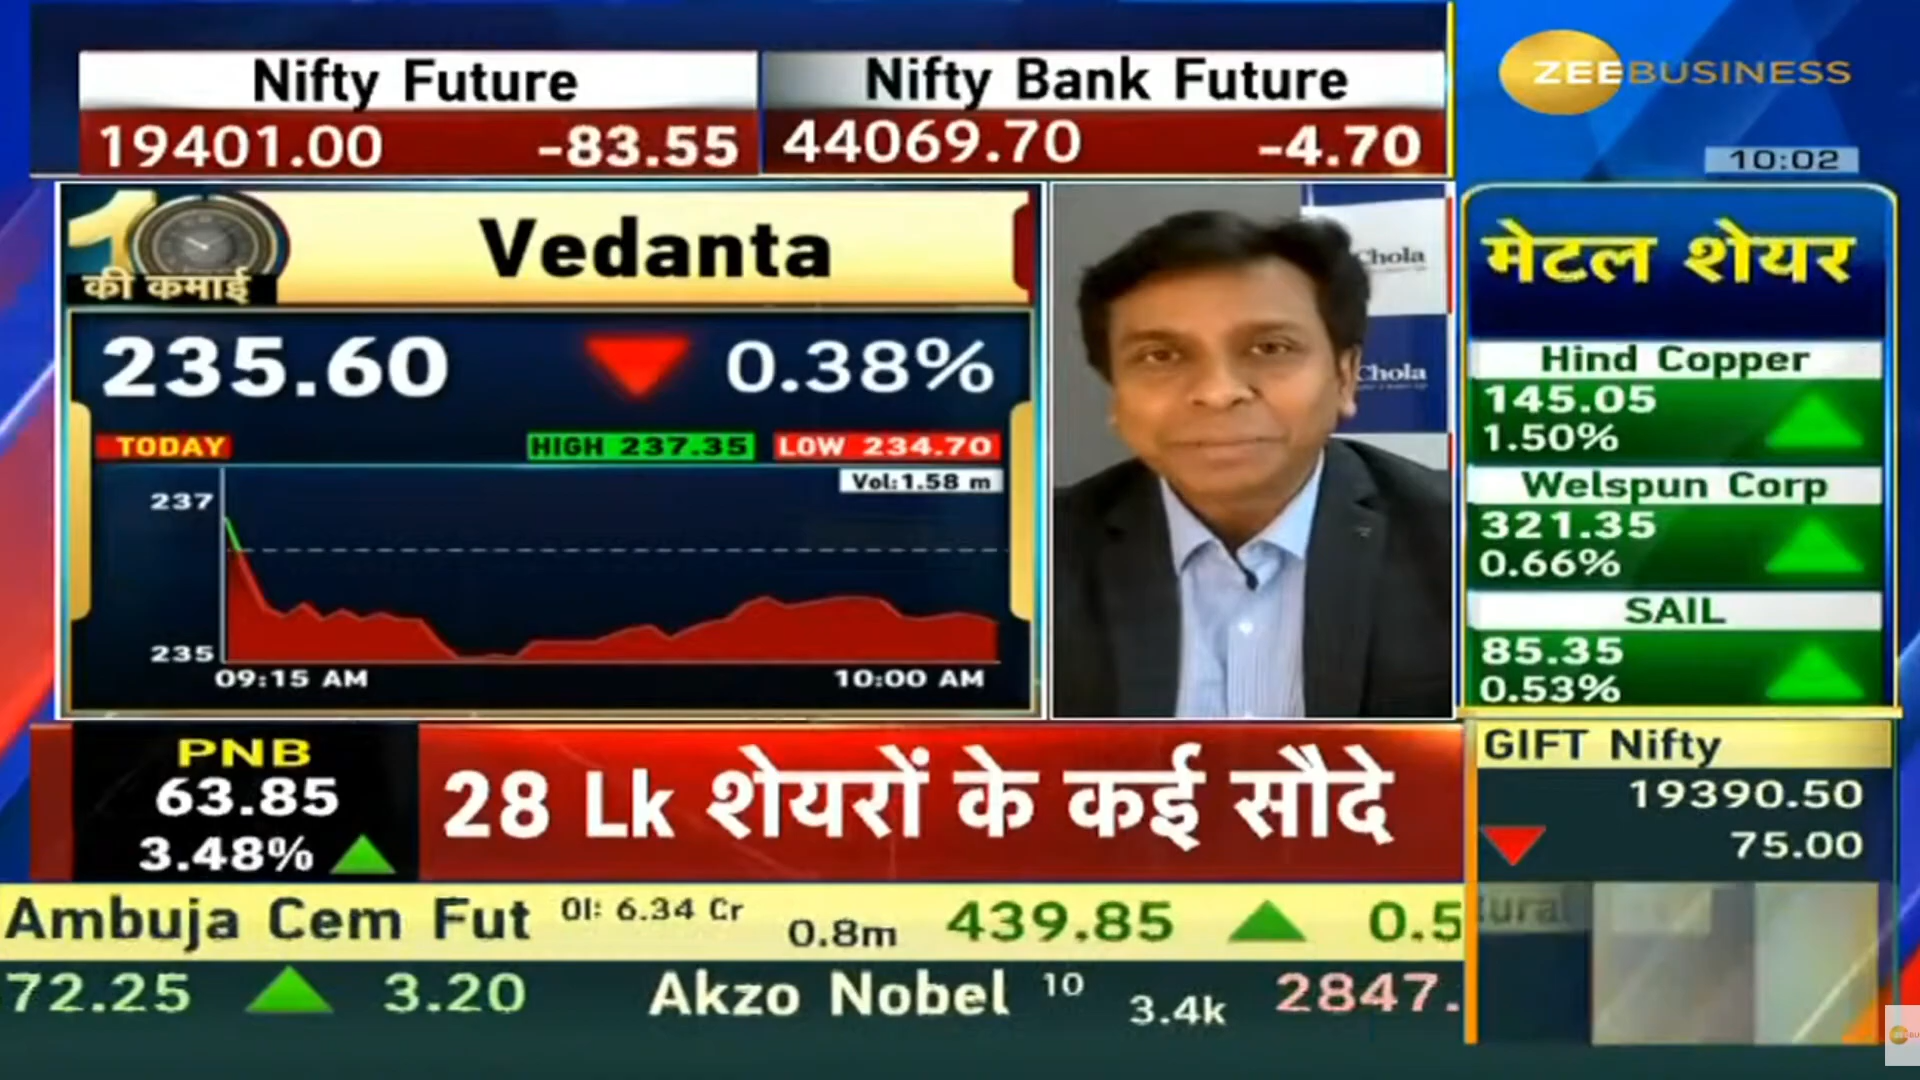 Nifty Future
19401.00 -83.55
Nifty Bank Future
44069.70 -4.70
ZEEBUSINESS
10:02
10
की कमाई
Vedanta
235.60 0.38%
TODAY HIGH 237.35 LOW 234.70
Vol:1.58 m
237
235
09:15 AM 10:00 AM
Chola
Chola
मेटल शेयर
Hind Copper
145.05
1.50%
Welspun Corp
321.35
0.66%
SAIL
85.35
0.53%
PNB
63.85
3.48%
28 Lk शेयरों के कई सौदे
GIFT Nifty
19390.50
75.00
Ambuja Cem Fut OI: 6.34 Cr 0.8m 439.85 0.5
72.25 3.20 Akzo Nobel 10 3.4k 2847.